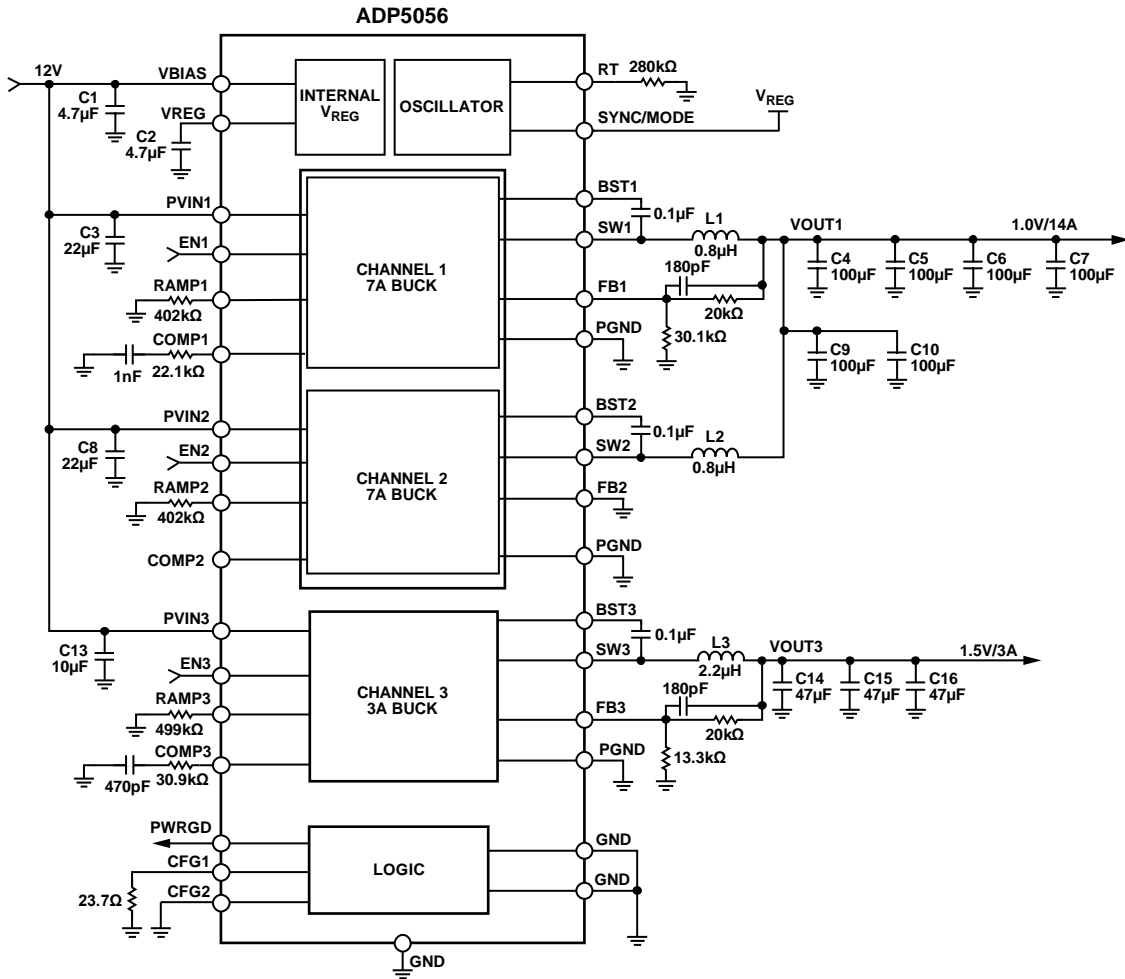 ADP5056
12V
VBIAS
C1
4.7µF
VREG
C2
4.7µF
INTERNAL
VREG
OSCILLATOR
RT
280kΩ
SYNC/MODE
VREG
PVIN1
C3
22µF
EN1
RAMP1
402kΩ
COMP1
1nF
22.1kΩ
CHANNEL 1
7A BUCK
BST1
0.1µF
SW1
L1
0.8µH
VOUT1
1.0V/14A
C4
100µF
C5
100µF
C6
100µF
C7
100µF
180pF
FB1
20kΩ
30.1kΩ
PGND
C9
100µF
C10
100µF
PVIN2
C8
22µF
EN2
RAMP2
402kΩ
COMP2
CHANNEL 2
7A BUCK
BST2
0.1µF
SW2
L2
0.8µH
FB2
PGND
PVIN3
C13
10µF
EN3
RAMP3
499kΩ
COMP3
470pF
30.9kΩ
CHANNEL 3
3A BUCK
BST3
0.1µF
SW3
L3
2.2µH
VOUT3
1.5V/3A
C14
47µF
C15
47µF
C16
47µF
180pF
FB3
20kΩ
13.3kΩ
PGND
PWRGD
CFG1
23.7Ω
CFG2
LOGIC
GND
GND
GND